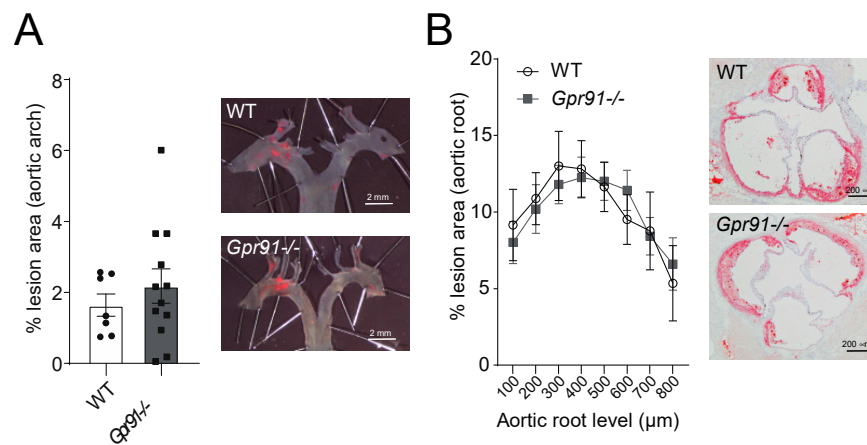 A
% lesion area (aortic arch)
8
6
4
2
0
WT
Gpr91-/-
WT
2 mm
Gpr91-/-
2 mm
B
% lesion area (aortic root)
20
15
10
5
0
WT
Gpr91-/-
100
200
300
400
500
600
700
800
Aortic root level (µm)
WT
200 ∝m
Gpr91-/-
200 ∝m